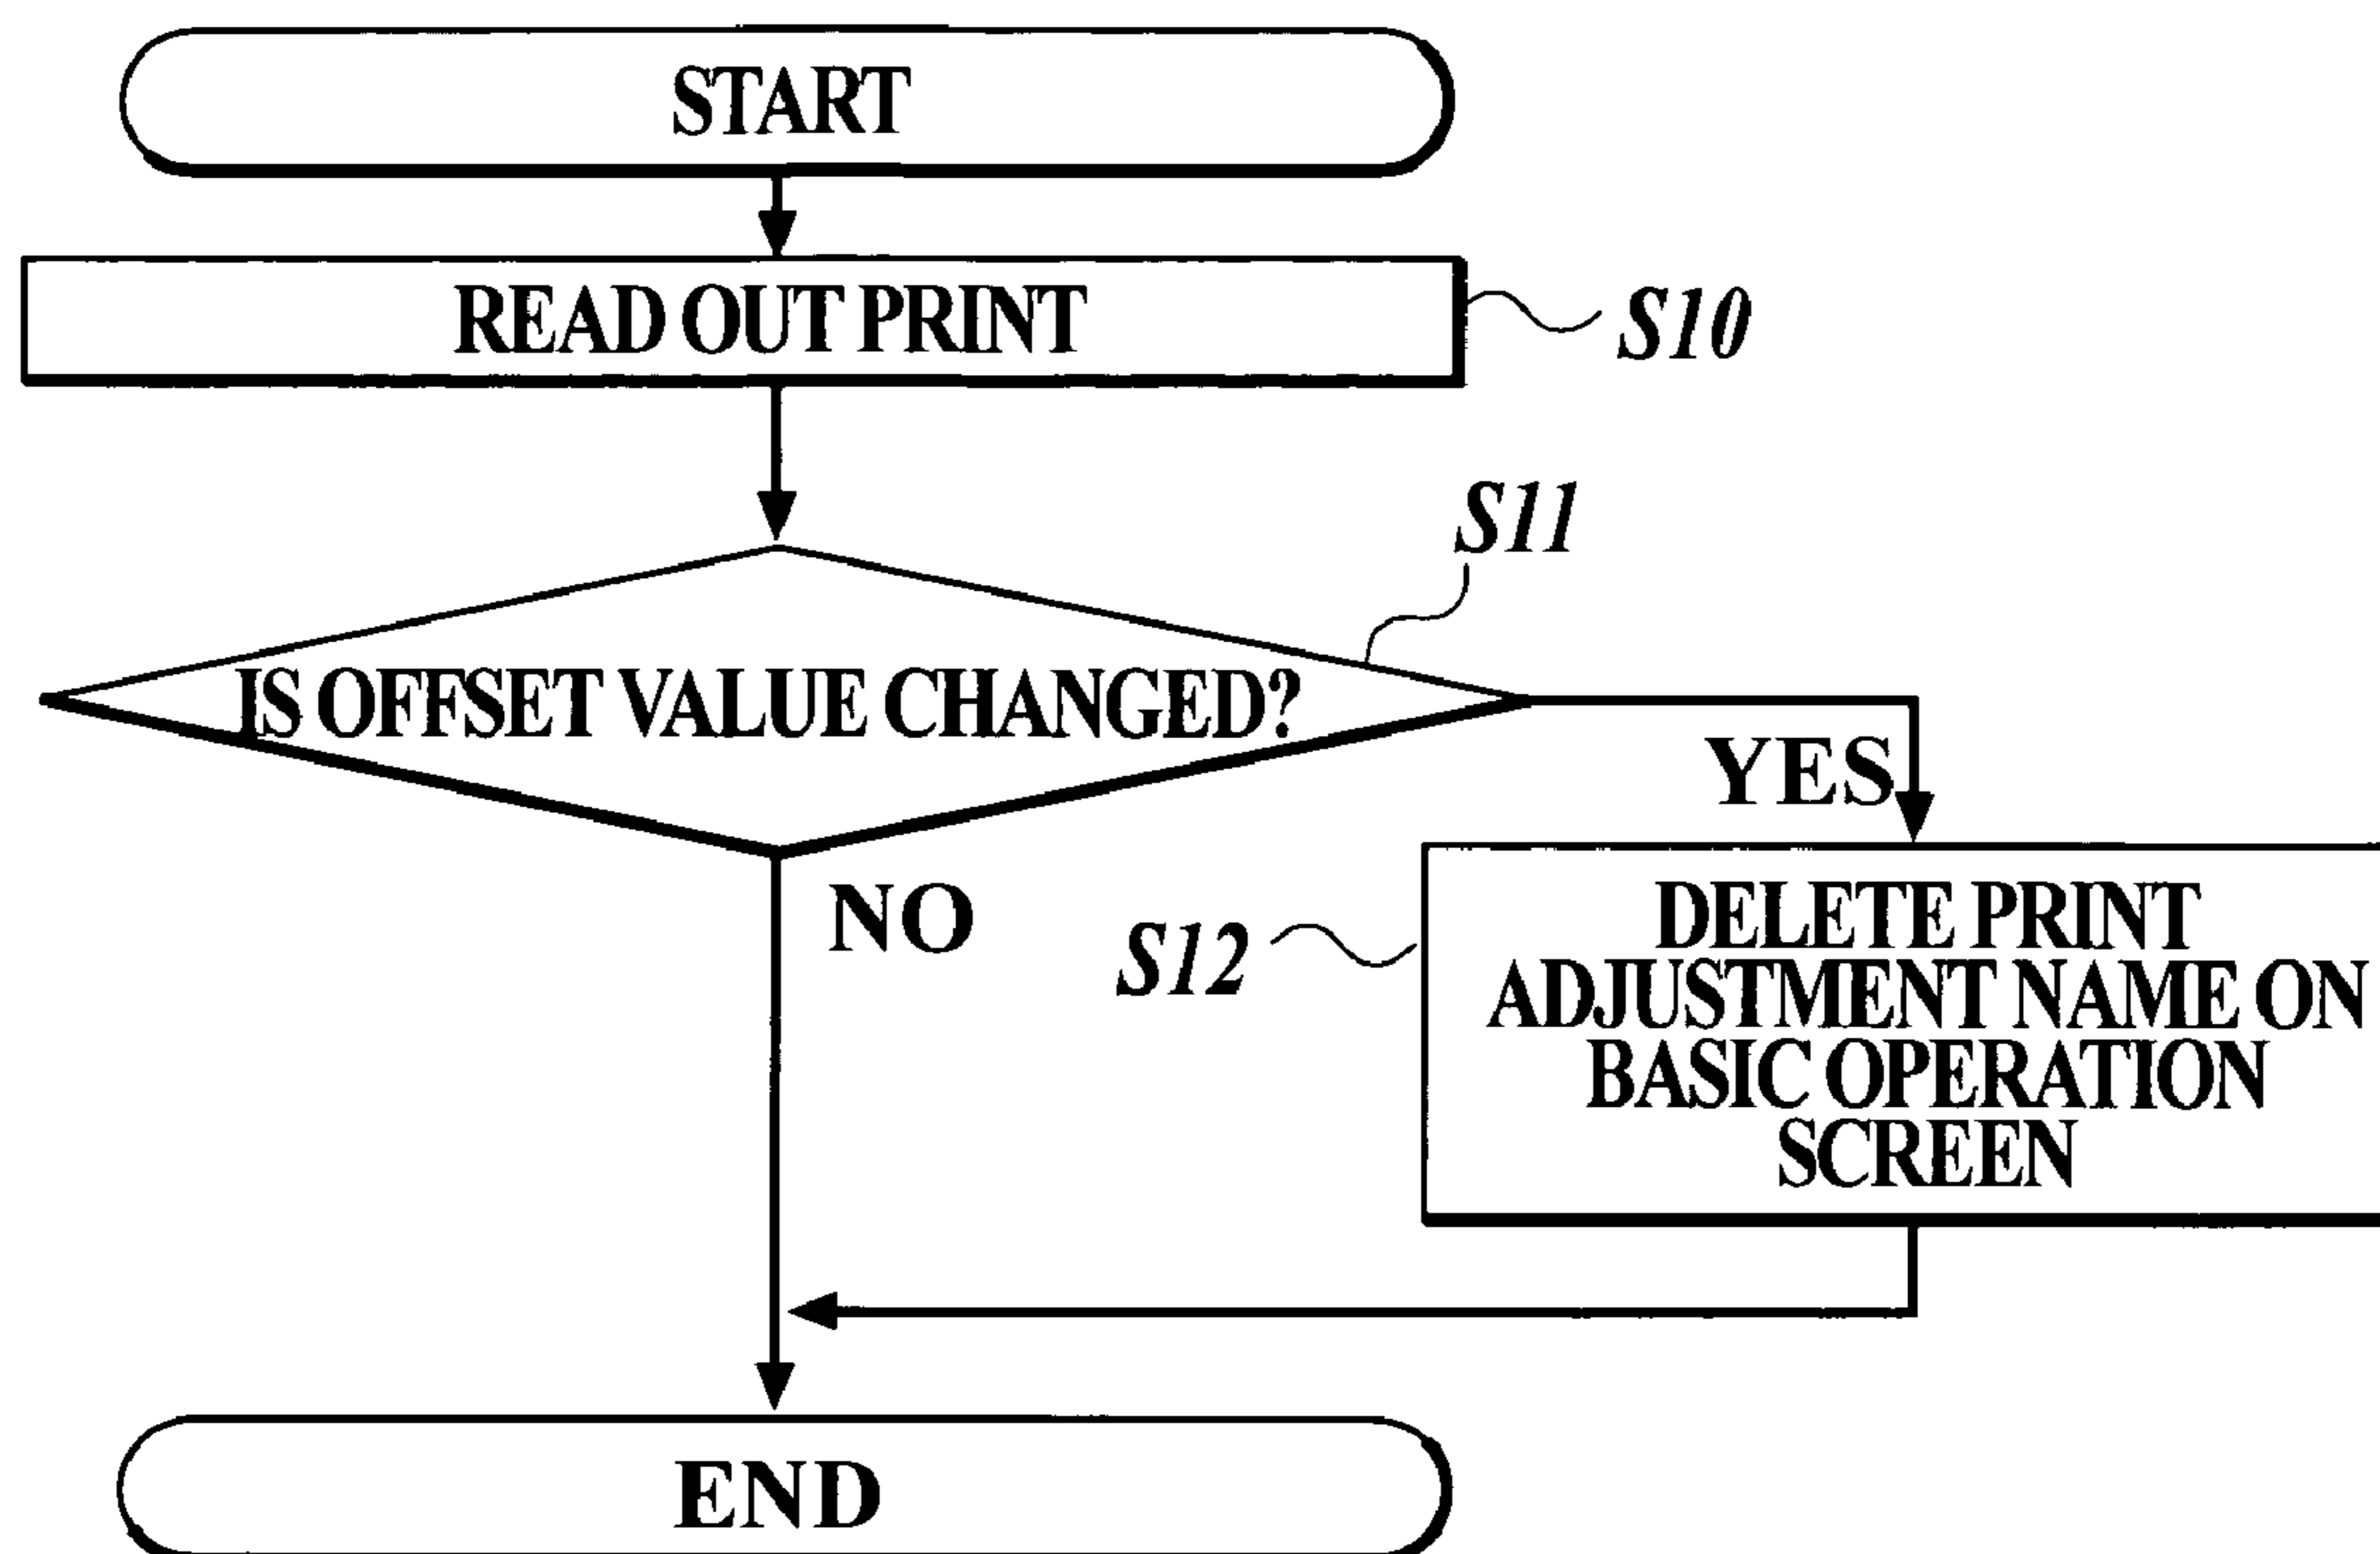 START
READ OUT PRINT
S10
S11
IS OFFSET VALUE CHANGED?
YES
NO
S12
DELETE PRINT
ADJUSTMENT NAME ON
BASIC OPERATION
SCREEN
END